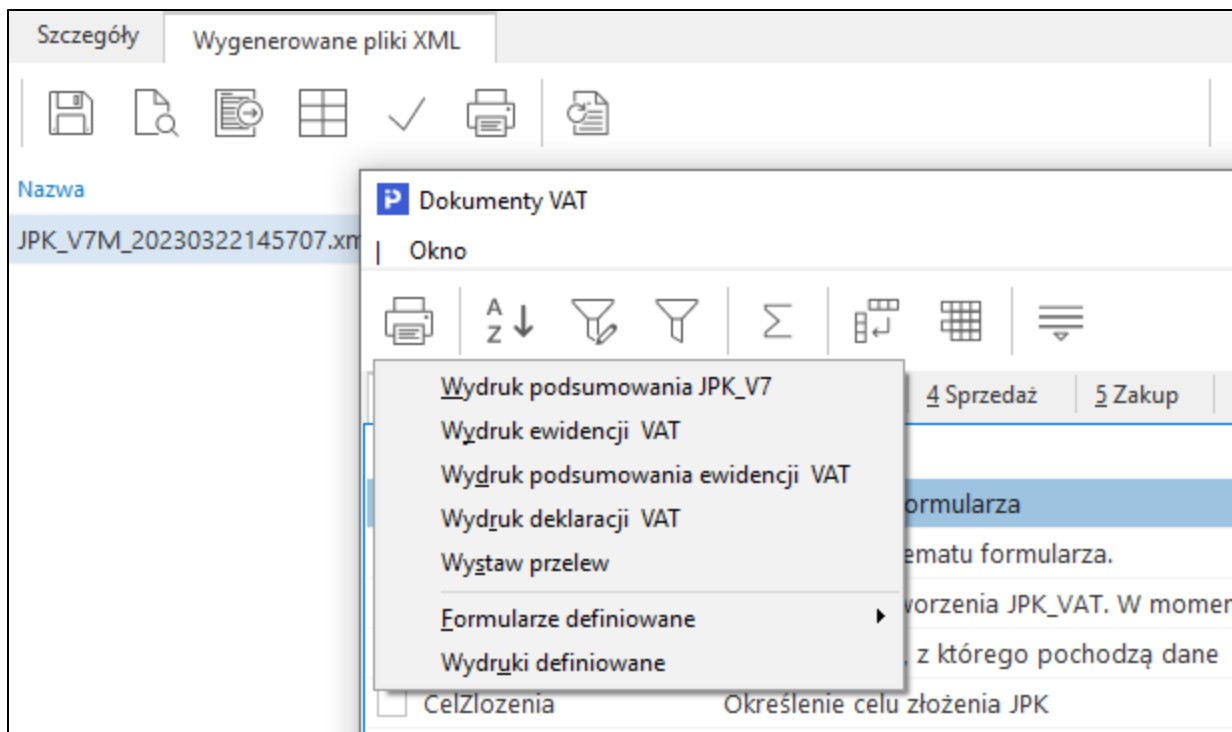 Szczegóły Wygenerowane pliki XML
Nazwa
JPK_V7M_20230322145707.xm
Dokumenty VAT
| Okno
Wydruk podsumowania JPK_V7
Wydruk ewidencji VAT
Wydruk podsumowania ewidencji VAT
Wydruk deklaracji VAT
Wystaw przelew
Formularze definiowane
Wydruki definiowane
4 Sprzedaż 5 Zakup
ormularza
ematu formularza.
worzenia JPK_VAT. W momen
, z którego pochodzą dane
CelZlozenia Określenie celu złożenia JPK